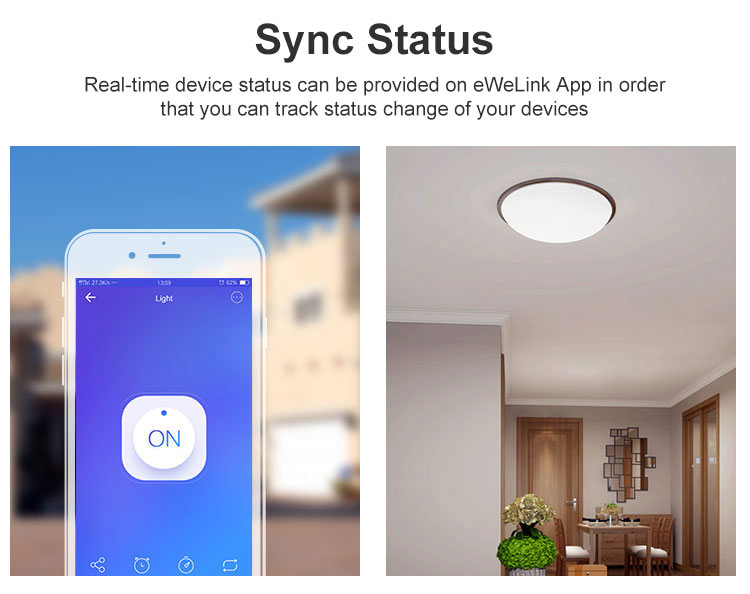 Sync Status
Real-time device status can be provided on eWeLink App in order
that you can track status change of your devices
27.3K/s 13:59 62%
Light
ON